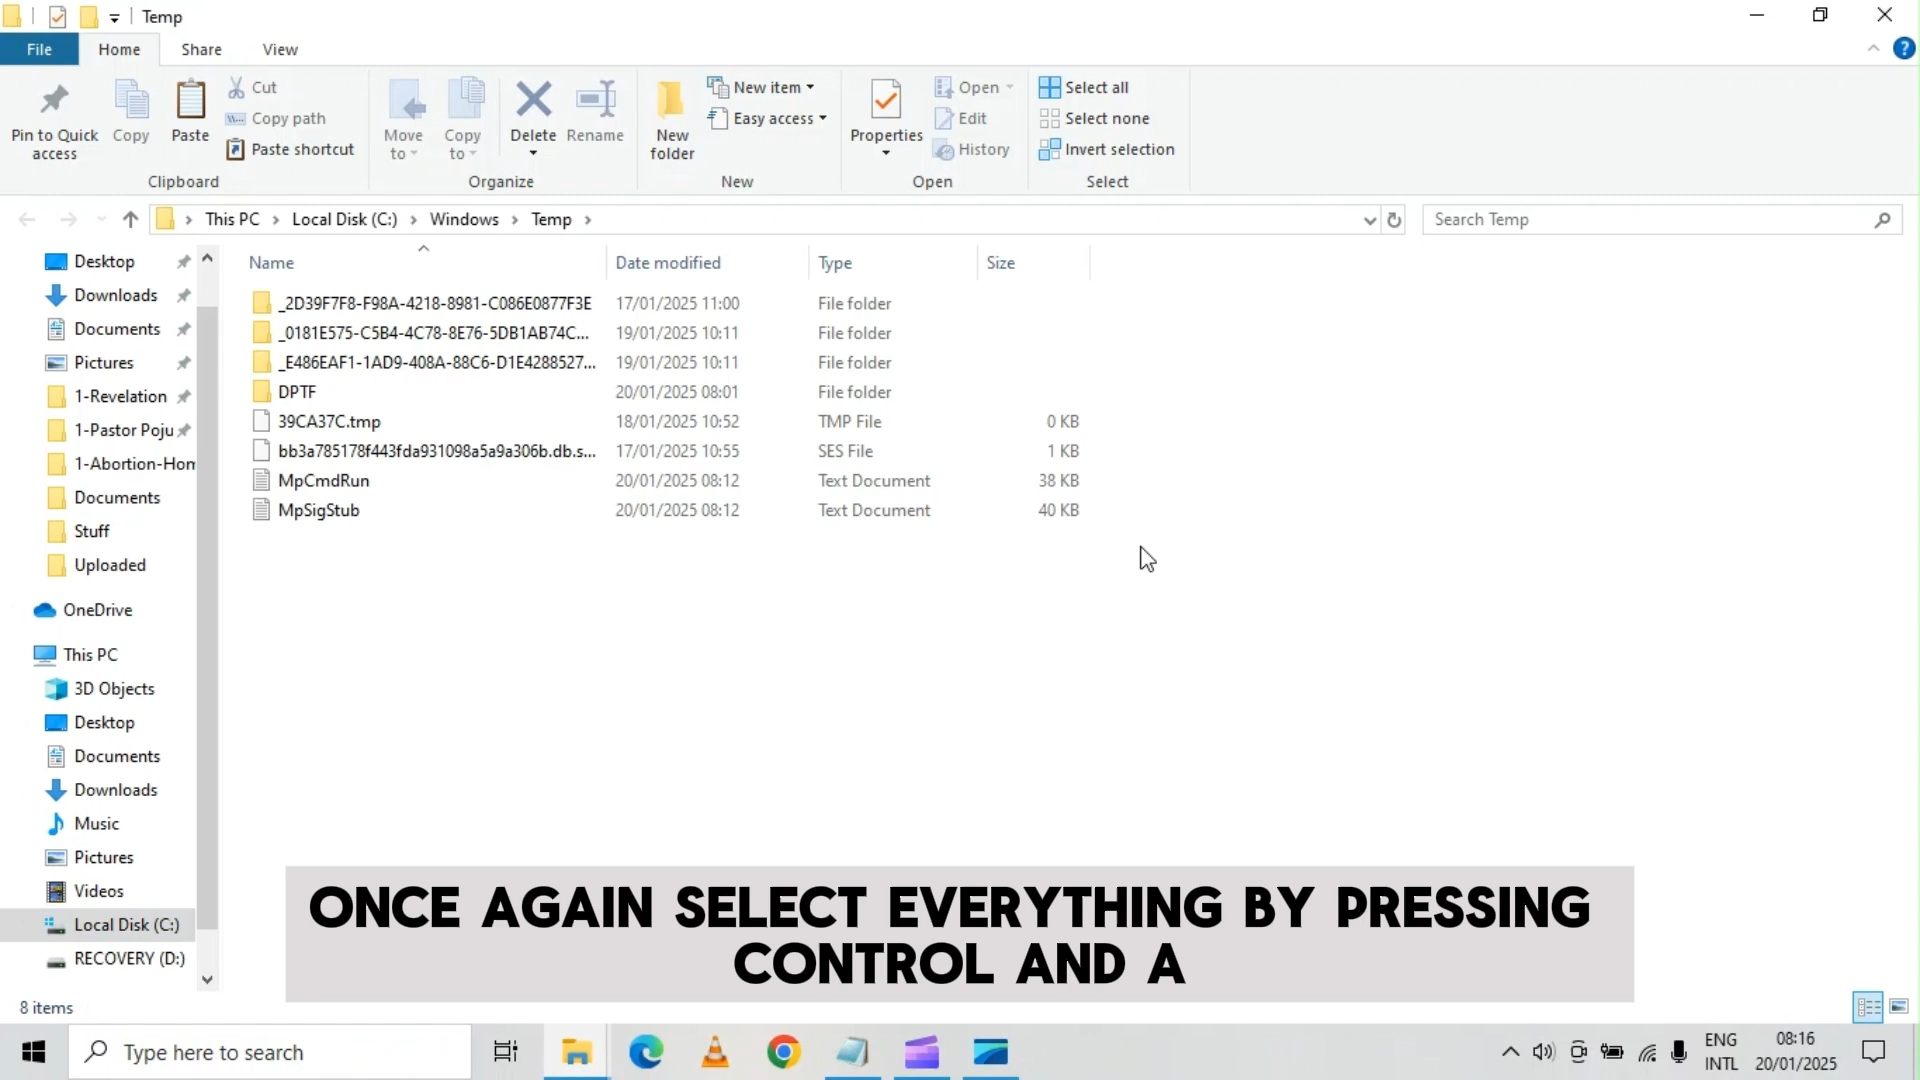 Temp
File
Home
Share
View
Pin to Quick access
Copy
Paste
Cut
Copy path
Paste shortcut
Clipboard
Move to
Copy to
Delete
Rename
Organize
New folder
New item
Easy access
New
Properties
Open
Edit
History
Open
Select all
Select none
Invert selection
Select
This PC > Local Disk (C:) > Windows > Temp >
Search Temp
Name Date modified Type Size
_2D39F7F8-F98A-4218-8981-C086E0877F3E 17/01/2025 11:00 File folder
_0181E575-C5B4-4C78-8E76-5DB1AB74C... 19/01/2025 10:11 File folder
_E486EAF1-1AD9-408A-88C6-D1E4288527... 19/01/2025 10:11 File folder
DPTF 20/01/2025 08:01 File folder
39CA37C.tmp 18/01/2025 10:52 TMP File 0 KB
bb3a785178f443fda931098a5a9a306b.db.s... 17/01/2025 10:55 SES File 1 KB
MpCmdRun 20/01/2025 08:12 Text Document 38 KB
MpSigStub 20/01/2025 08:12 Text Document 40 KB
Desktop
Downloads
Documents
Pictures
1-Revelation
1-Pastor Poju
1-Abortion-Hom
Documents
Stuff
Uploaded
OneDrive
This PC
3D Objects
Desktop
Documents
Downloads
Music
Pictures
Videos
Local Disk (C:)
RECOVERY (D:)
ONCE AGAIN SELECT EVERYTHING BY PRESSING
CONTROL AND A
8 items
Type here to search
ENG
INTL
08:16
20/01/2025